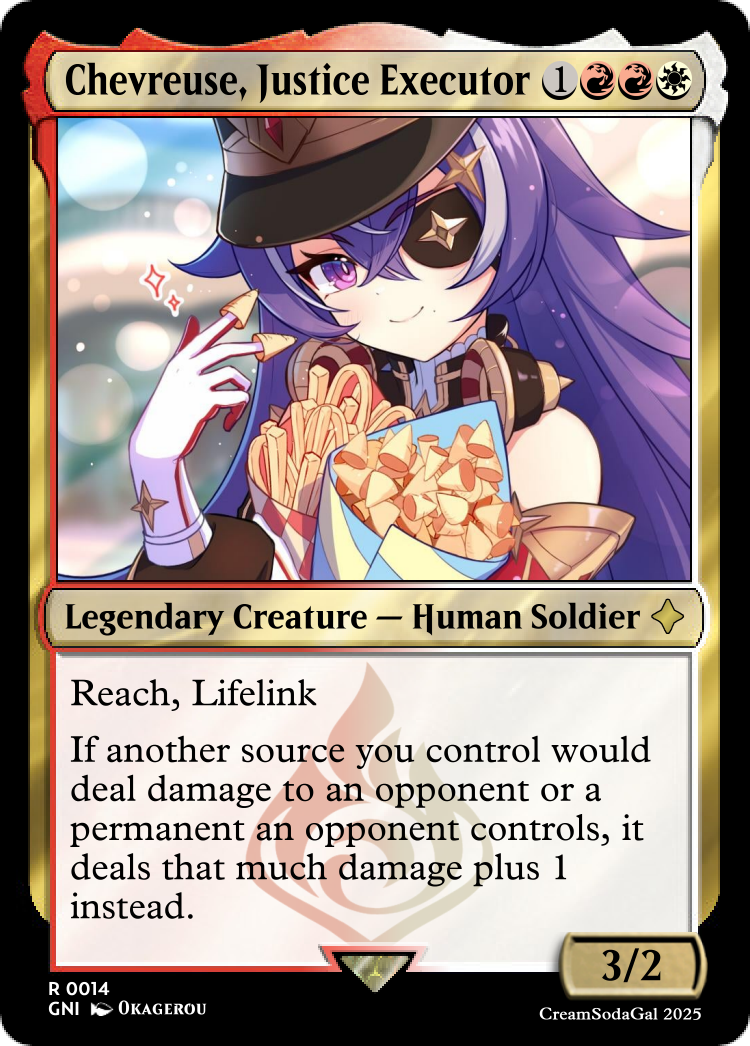 Chevreuse, Justice Executor 1
Legendary Creature — Human Soldier
Reach, Lifelink
If another source you control would
deal damage to an opponent or a
permanent an opponent controls, it
deals that much damage plus 1
instead.
3/2
R 0014
GNI Okagerou
CreamSodaGal 2025